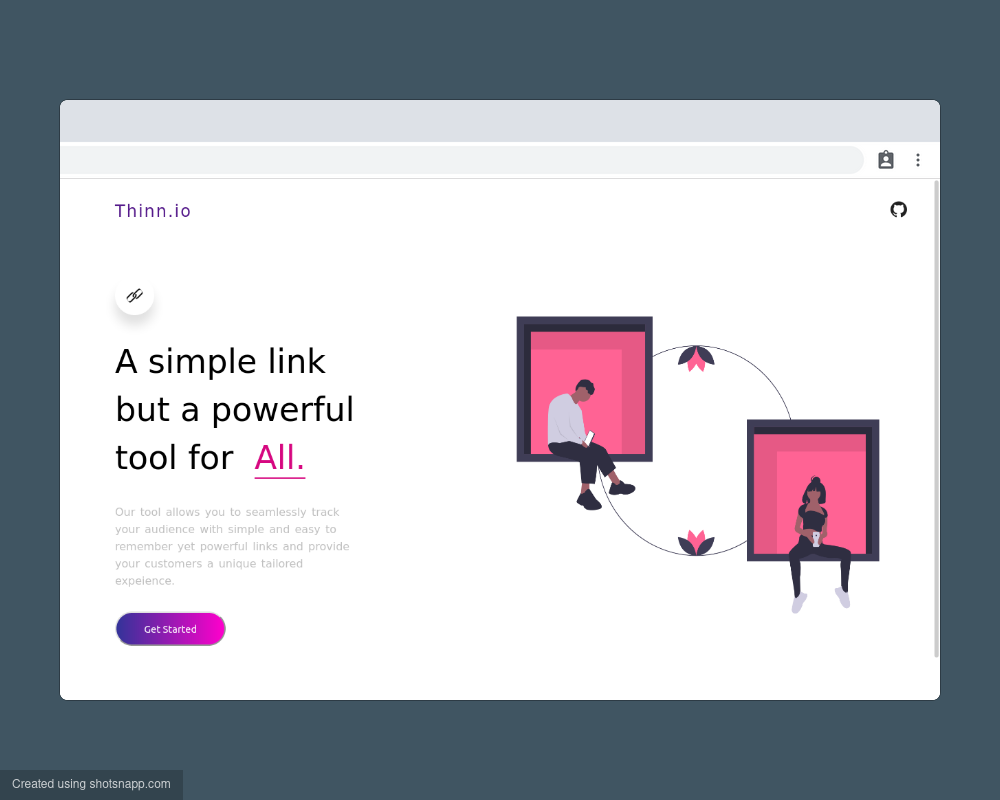 Thinn.io
A simple link
but a powerful
tool for All.
Our tool allows you to seamlessly track
your audience with simple and easy to
remember yet powerful links and provide
your customers a unique tailored
expeience.
Get Started
Created using shotsnapp.com